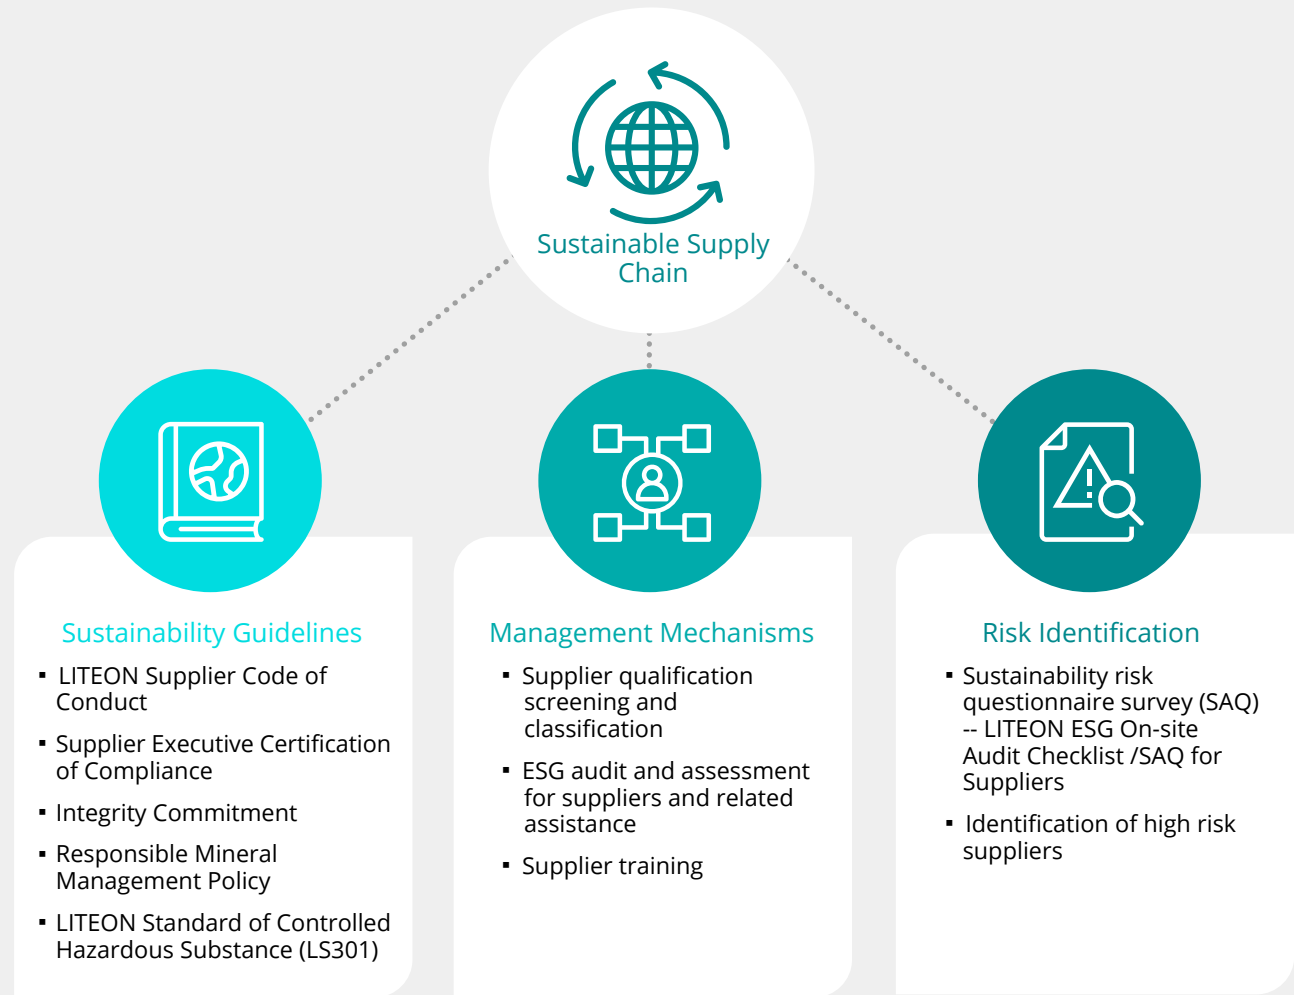 Sustainable Supply
Chain
Sustainability Guidelines
▪ LITEON Supplier Code of
Conduct
▪ Supplier Executive Certification
of Compliance
▪ Integrity Commitment
▪ Responsible Mineral
Management Policy
▪ LITEON Standard of Controlled
Hazardous Substance (LS301)
Management Mechanisms
▪ Supplier qualification
screening and
classification
▪ ESG audit and assessment
for suppliers and related
assistance
▪ Supplier training
Risk Identification
▪ Sustainability risk
questionnaire survey (SAQ)
-- LITEON ESG On-site
Audit Checklist /SAQ for
Suppliers
▪ Identification of high risk
suppliers